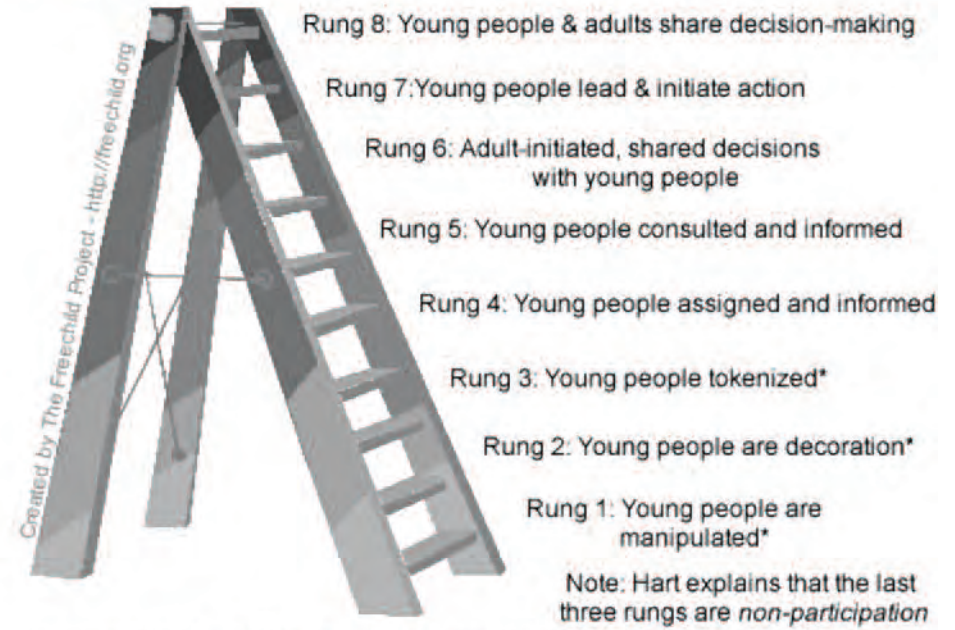 Rung 8: Young people & adults share decision-making
Rung 7:Young people lead & initiate action
Rung 6: Adult-initiated, shared decisions
with young people
Rung 5: Young people consulted and informed
Rung 4: Young people assigned and informed
Rung 3: Young people tokenized*
Rung 2: Young people are decoration*
Rung 1: Young people are
manipulated*
Note: Hart explains that the last
three rungs are non-participation
Created by The Freechild Project - http://freechild.org